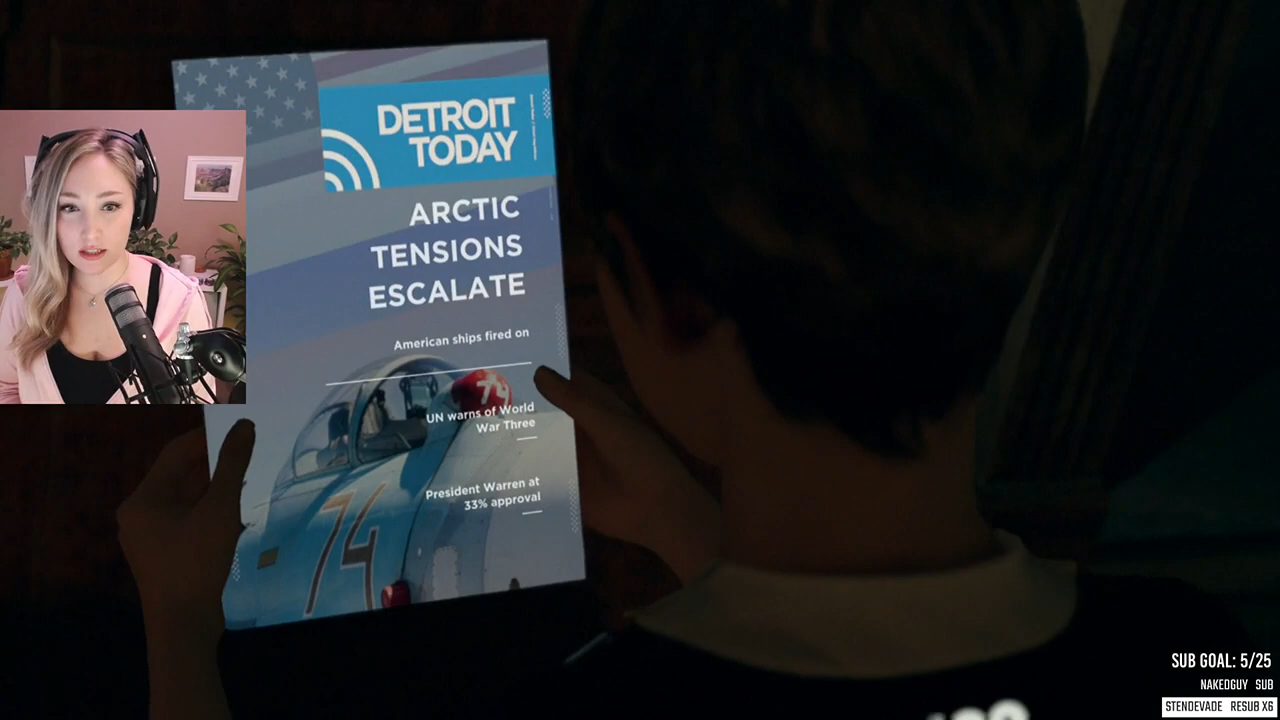 DETROIT
TODAY
ARCTIC
TENSIONS
ESCALATE
American ships fired on
74
UN warns of World
War Three
President Warren at
33% approval
74
SUB GOAL: 5/25
NAKEDGUY SUB
STENDEVADE RESUB X6